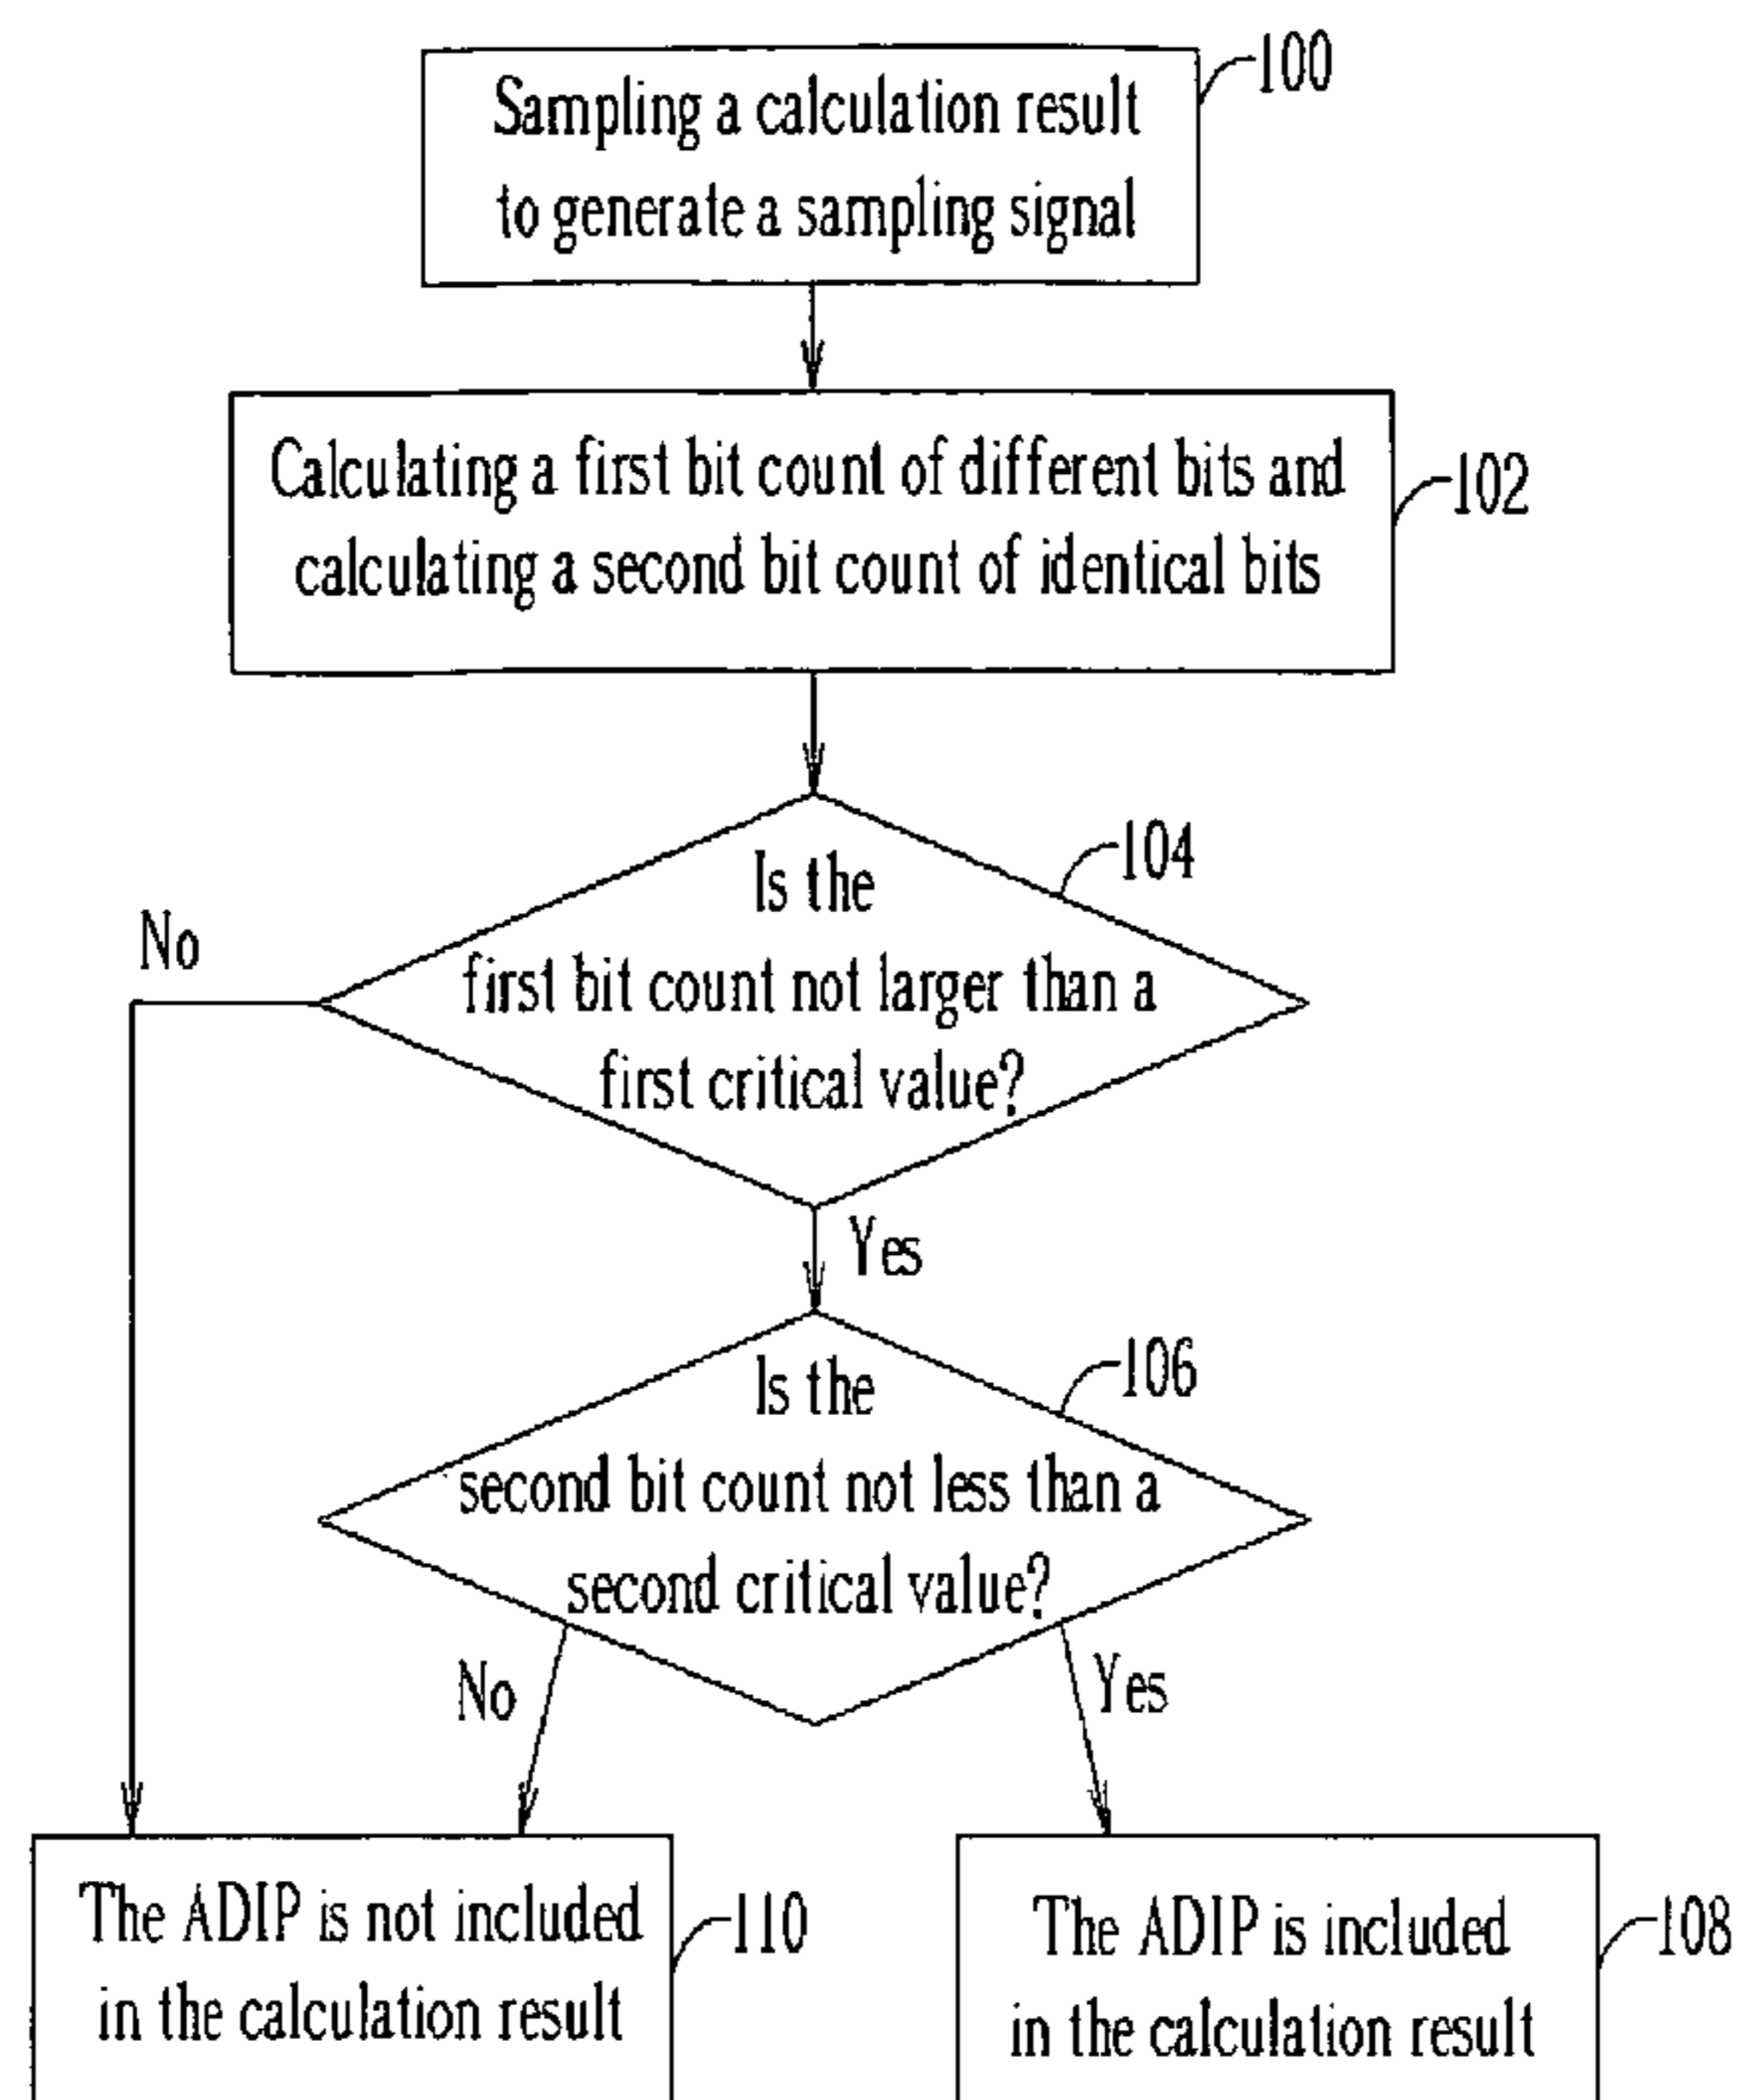 100
Sampling a calculation result
to generate a sampling signal
Calculating a first bit count of different bits and
calculating a second bit count of identical bits
102
104
Is the
first bit count not larger than a
first critical value?
No
Yes
106
Is the
second bit count not less than a
second critical value?
No
Yes
The ADIP is not included
in the calculation result
110
The ADIP is included
in the calculation result
108